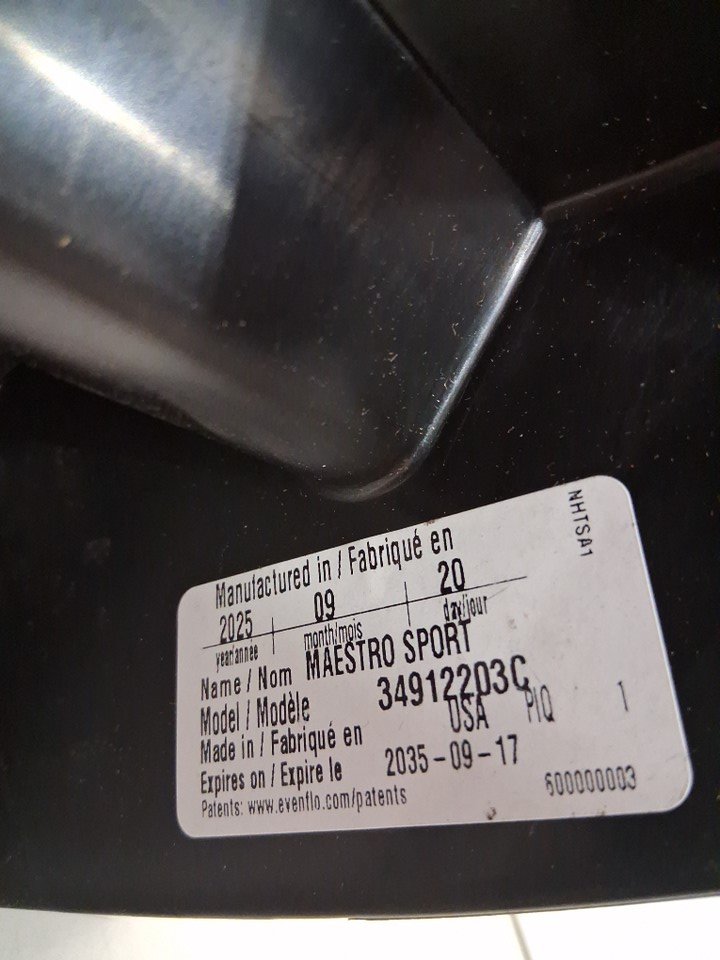 NHTSA1
Manufactured in / Fabriqué en
2025 09 20
year/année month/mois day/jour
Name / Nom MAESTRO SPORT
Model / Modèle 34912203C
Made in / Fabriqué en USA PIQ 1
Expires on / Expire le 2035-09-17
Patents: www.evenflo.com/patents 600000003